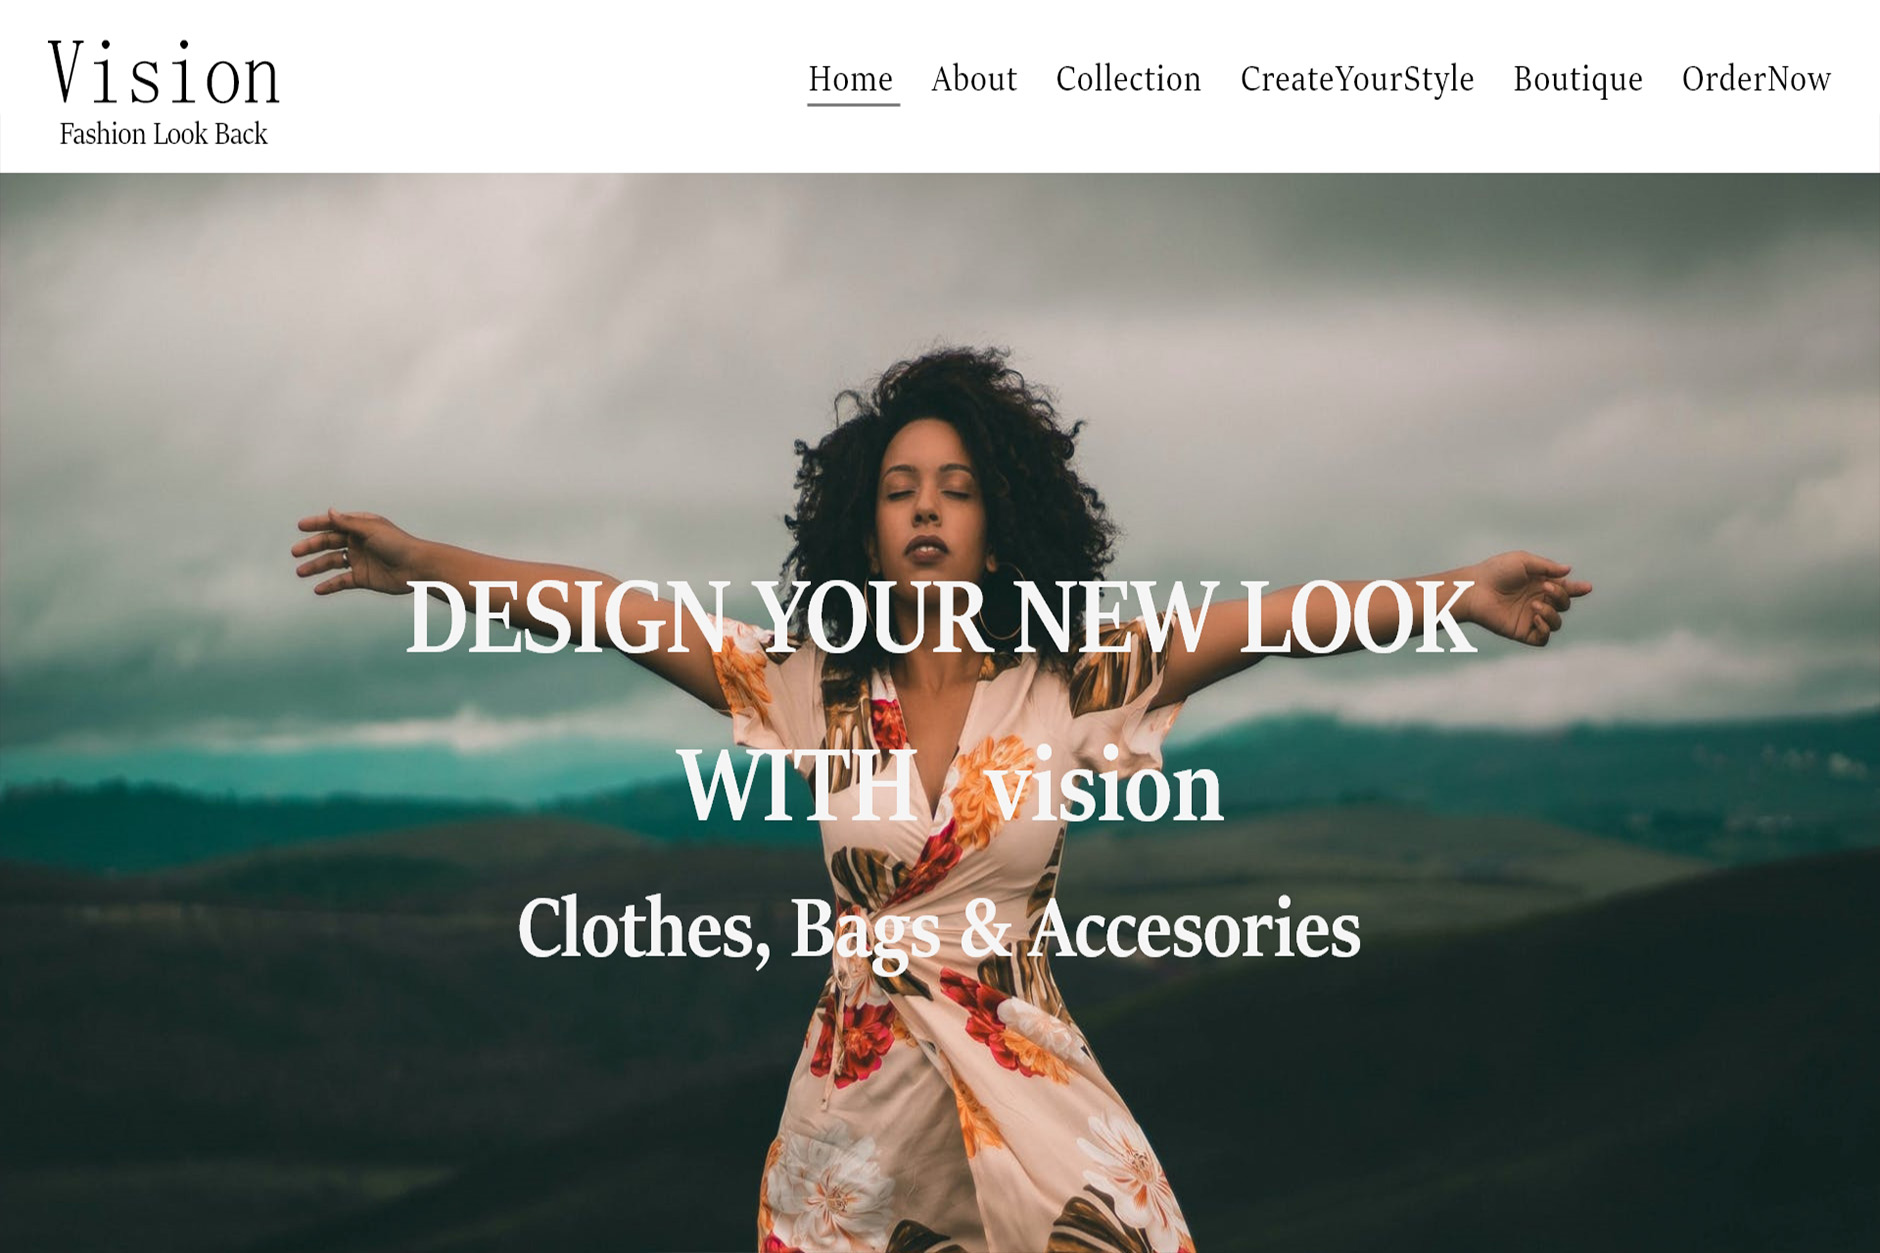 Vision
Fashion Look Back
Home About Collection CreateYourStyle Boutique OrderNow
DESIGN YOUR NEW LOOK
WITH vision
Clothes, Bags & Accesories